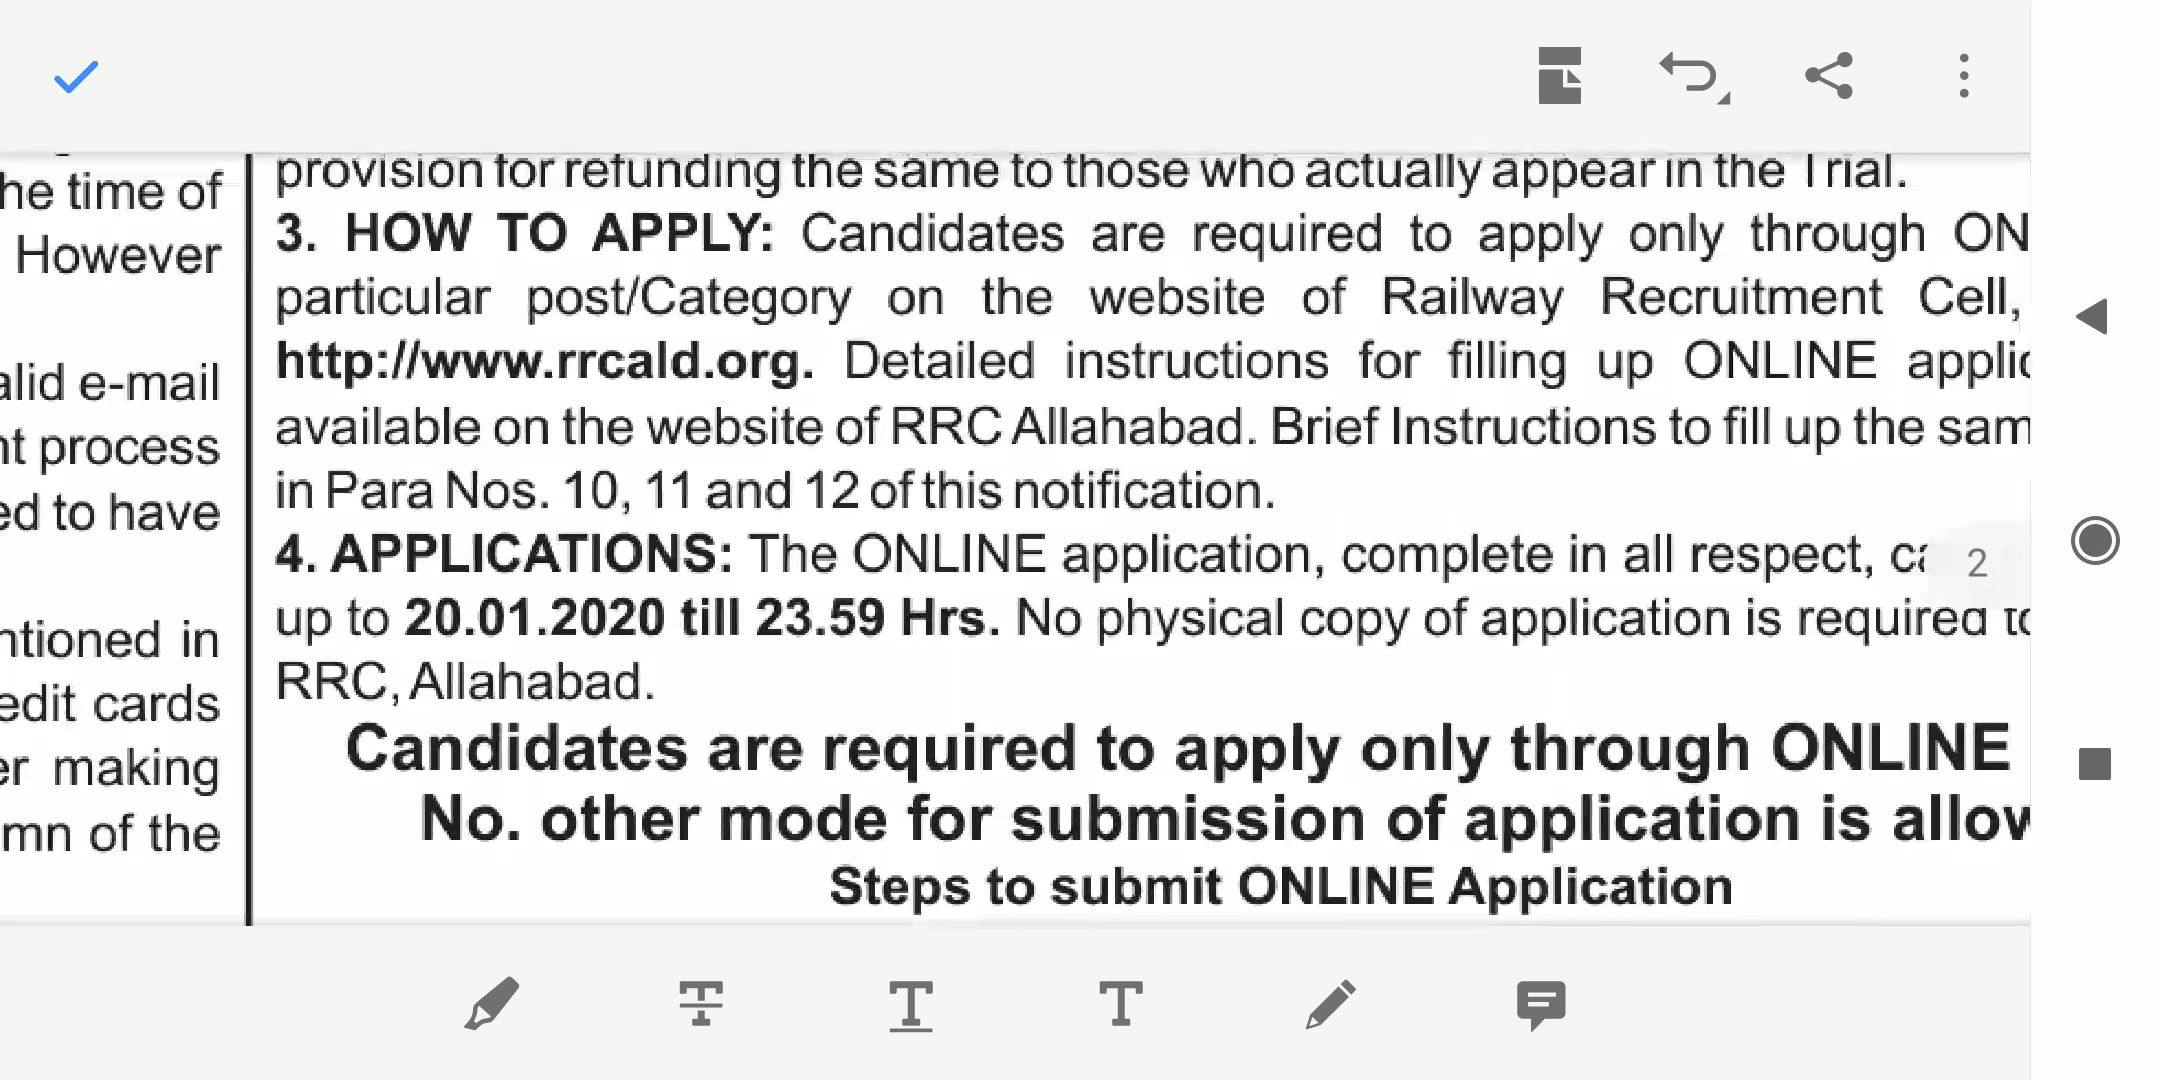 he time of
However
alid e-mail
nt process
ed to have
ntioned in
edit cards
er making
mn of the
provision for refunding the same to those who actually appear in the Trial.
3. HOW TO APPLY: Candidates are required to apply only through ON
particular post/Category on the website of Railway Recruitment Cell,
http://www.rrcald.org. Detailed instructions for filling up ONLINE applic
available on the website of RRC Allahabad. Brief Instructions to fill up the sam
in Para Nos. 10, 11 and 12 of this notification.
4. APPLICATIONS: The ONLINE application, complete in all respect, ca
2
up to 20.01.2020 till 23.59 Hrs. No physical copy of application is required to
RRC, Allahabad.
Candidates are required to apply only through ONLINE
No. other mode for submission of application is allow
Steps to submit ONLINE Application